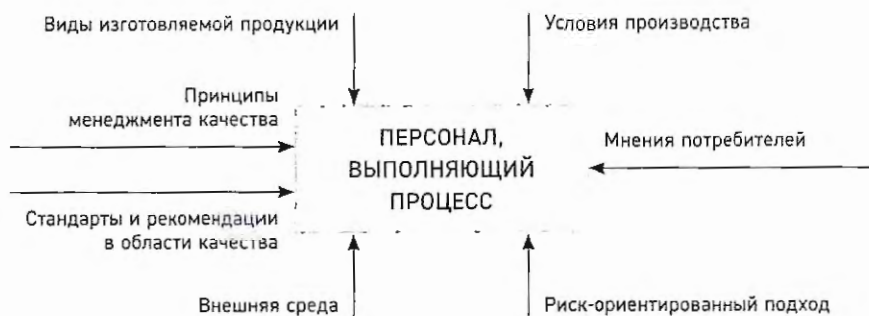 Виды изготовляемой продукции
Условия производства
Принципы
менеджмента качества
ПЕРСОНАЛ,
ВЫПОЛНЯЮЩИЙ
ПРОЦЕСС
Мнения потребителей
Стандарты и рекомендации
в области качества
Внешняя среда
Риск-ориентированный подход